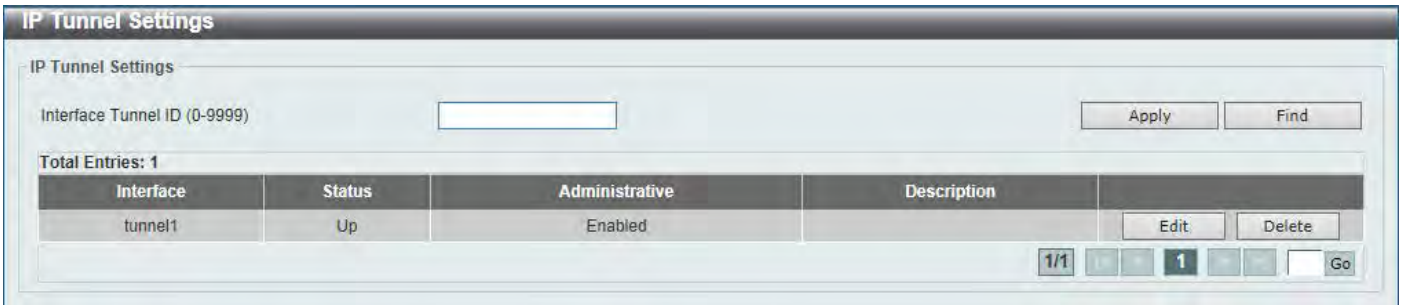 IP Tunnel Settings
IP Tunnel Settings
Interface Tunnel ID (0-9999)
Apply Find
Total Entries: 1
Interface Status Administrative Description
tunnel1 Up Enabled Edit Delete
1/1 1 Go